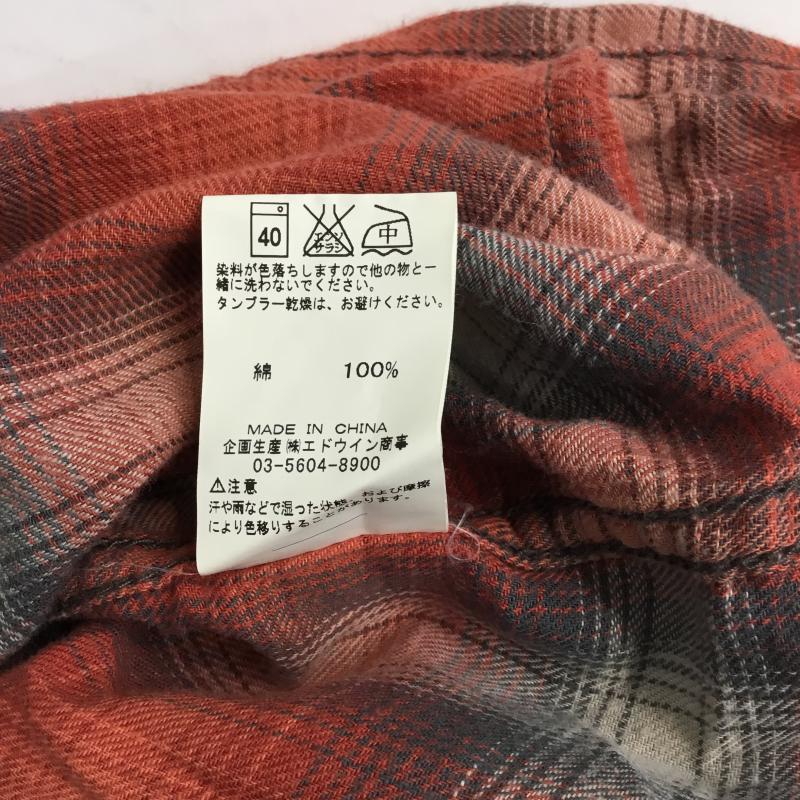 40
エンソ
サラシ
中
染料が色落ちしますので他の物と一
緒に洗わないでください。
タンブラー乾燥は、お避けください。
綿 100%
MADE IN CHINA
企画生産㈱エドウイン商事
03-5604-8900
⚠注意
汗や雨などで湿った状態、および摩擦
により色移りすることがあります。